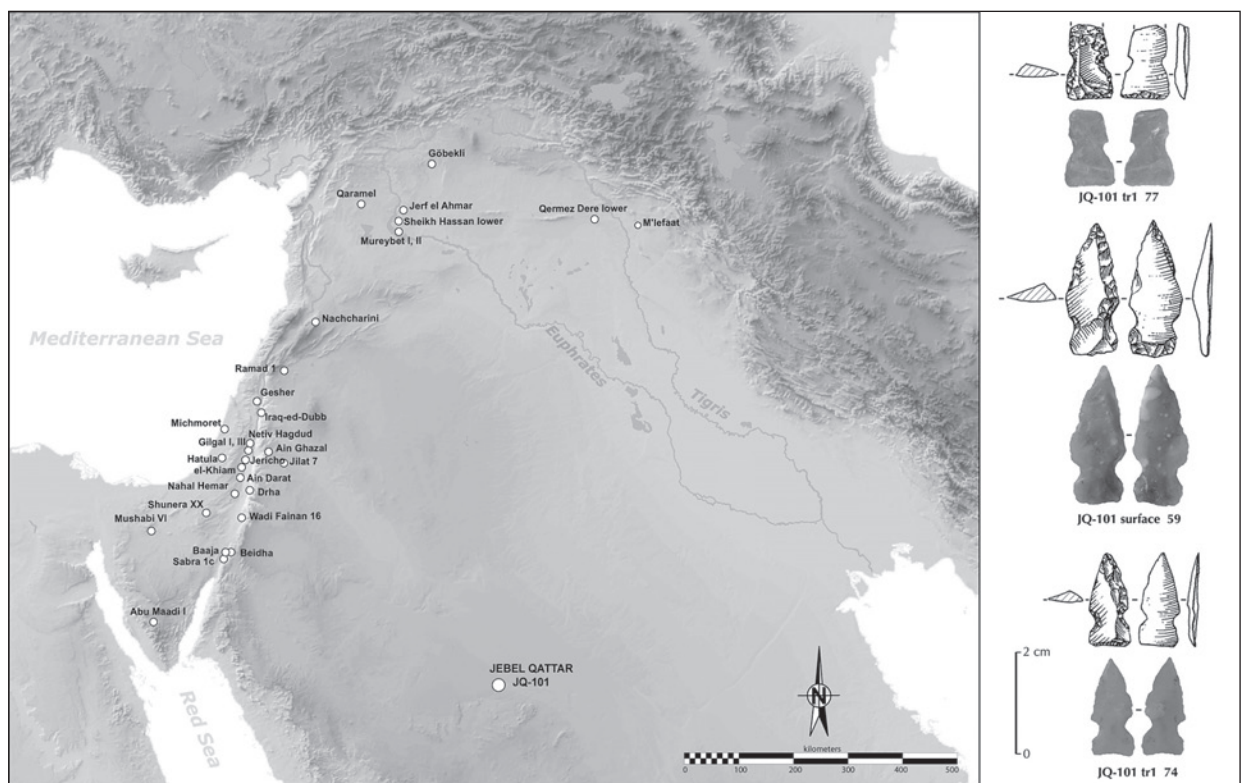 Göbekli
Qaramel
Jerf el Ahmar
Sheikh Hassan lower
Mureybet I, II
Qermez Dere lower
M'lefaat
Nachcharini
Mediterranean Sea
Euphrates
Tigris
Ramad 1
Gesher
Iraq-ed-Dubb
Michmoret
Netiv Hagdud
Gilgal I, III
Ain Ghazal
Hatula
Jericho
Jilat 7
el-Khiam
Ain Darat
Nahal Hemar
Drha
Shunera XX
Wadi Fainan 16
Mushabi VI
Baaja
Beidha
Sabra 1c
Abu Maadi I
JEBEL QATTAR
JQ-101
Red Sea
N
kilometers
0 100 200 300 400 500
JQ-101 tr1 77
JQ-101 surface 59
2 cm
0
JQ-101 tr1 74